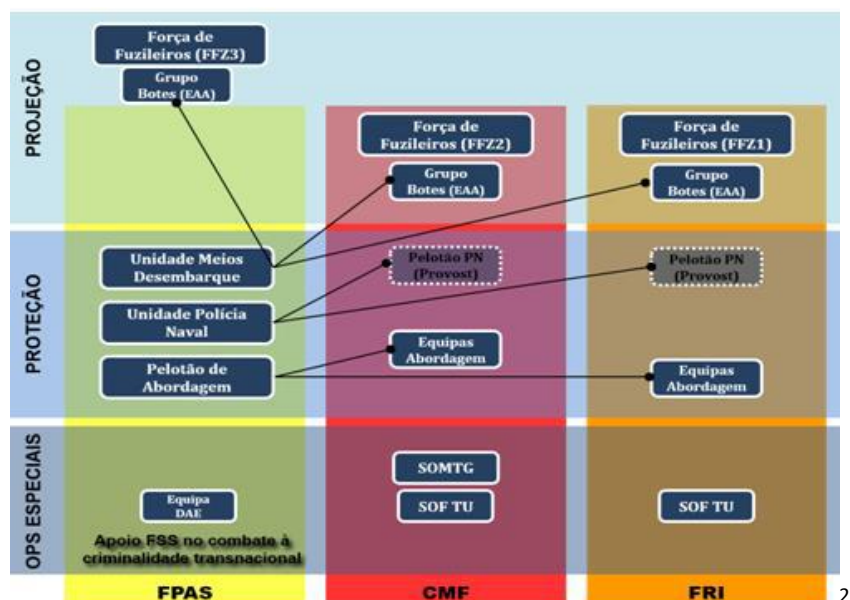 PROJEÇÃO
Força de
Fuzileiros (FFZ3)
Grupo
Botes (EAA)
Força de
Fuzileiros (FFZ2)
Grupo
Botes (EAA)
Força de
Fuzileiros (FFZ1)
Grupo
Botes (EAA)
PROTEÇÃO
Unidade Meios
Desembarque
Pelotão PN
(Provost)
Pelotão PN
(Provost)
Unidade Polícia
Naval
Equipas
Abordagem
Pelotão de
Abordagem
Equipas
Abordagem
OPS ESPECIAIS
SOMTG
Equipa
DAE
SOF TU
SOF TU
Apoio FSS no combate à
criminalidade transnacional
FPAS
CMF
FRI
2